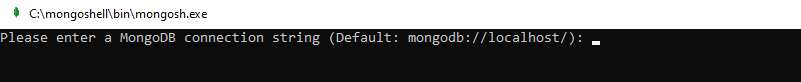 C:\mongoshell\bin\mongosh.exe
Please enter a MongoDB connection string (Default: mongodb://localhost/):